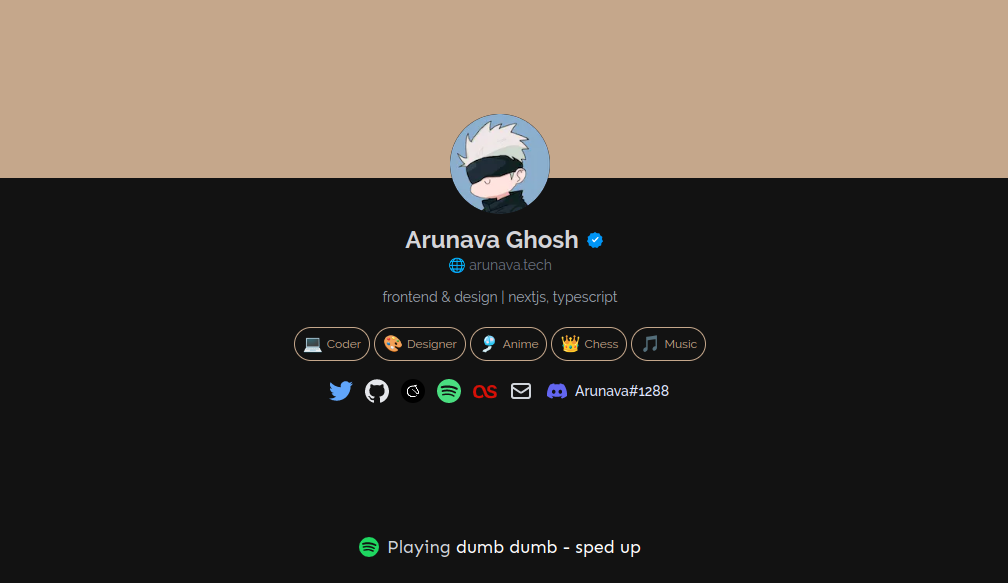 Arunava Ghosh
arunava.tech
frontend & design | nextjs, typescript
Coder Designer Anime Chess Music
Arunava#1288
Playing dumb dumb - sped up